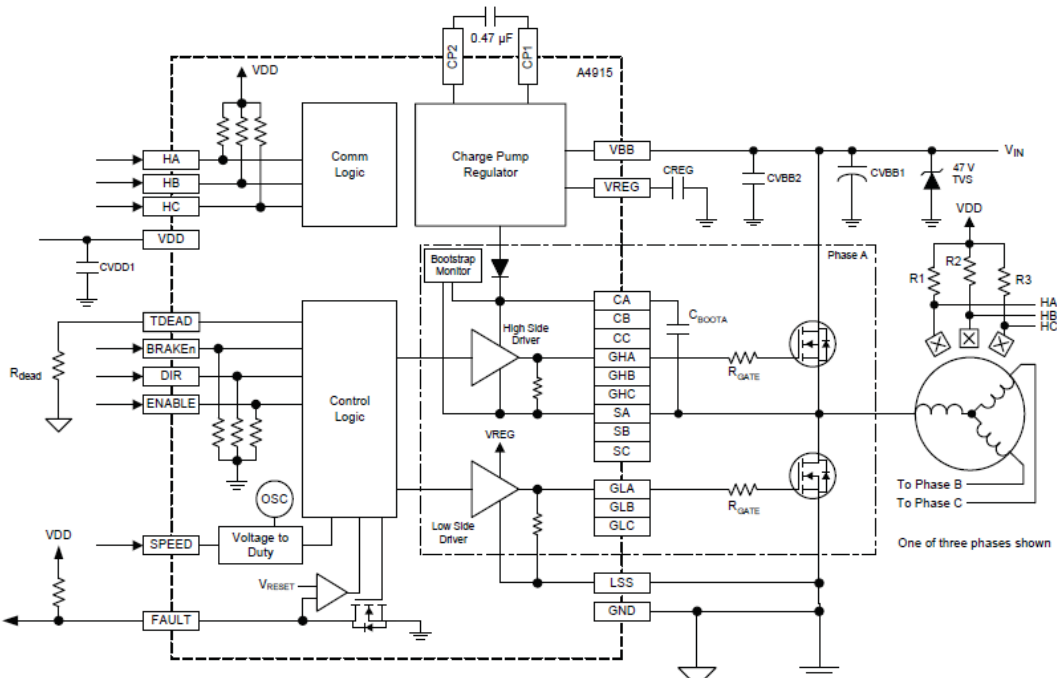 0.47 µF
CP2
CP1
A4915
VDD
HA
HB
HC
VDD
CVDD1
Comm
Logic
Charge Pump
Regulator
VBB
VREG
CREG
CVBB2
CVBB1
47 V
TVS
VIN
VDD
R1
R2
R3
HA
HB
HC
Phase A
Bootstrap
Monitor
High Side
Driver
CA
CB
CC
GHA
GHB
GHC
SA
SB
SC
CBOOTA
RGATE
TDEAD
BRAKEn
DIR
ENABLE
Rdead
Control
Logic
VREG
Low Side
Driver
GLA
GLB
GLC
RGATE
To Phase B
To Phase C
One of three phases shown
OSC
SPEED
Voltage to
Duty
VDD
VRESET
FAULT
LSS
GND